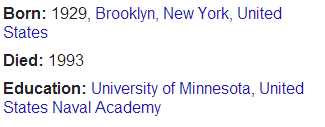 Born: 1929, Brooklyn, New York, United
States
Died: 1993
Education: University of Minnesota, United
States Naval Academy